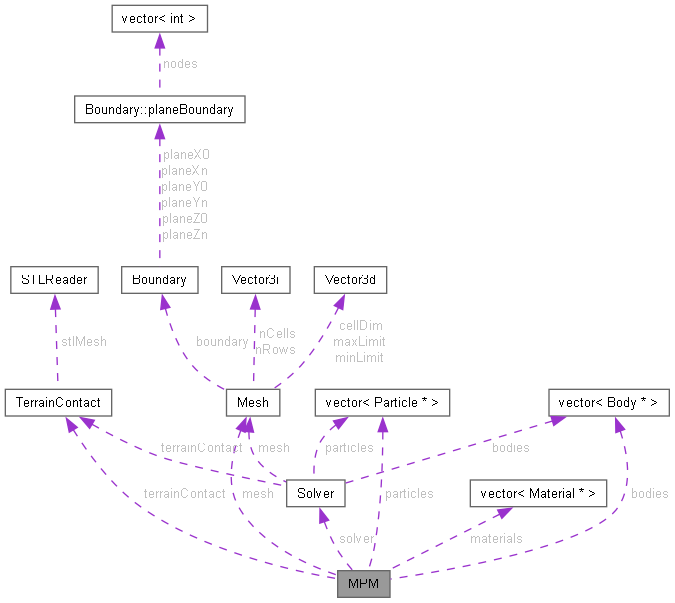 vector< int >
nodes
Boundary::planeBoundary
planeX0
planeXn
planeY0
planeYn
planeZ0
planeZn
STLReader
Boundary
Vector3i
Vector3d
stlMesh
boundary
nCells
nRows
cellDim
maxLimit
minLimit
TerrainContact
Mesh
vector< Particle * >
vector< Body * >
terrainContact
mesh
particles
bodies
Solver
vector< Material * >
terrainContact
mesh
particles
bodies
solver
materials
MPM